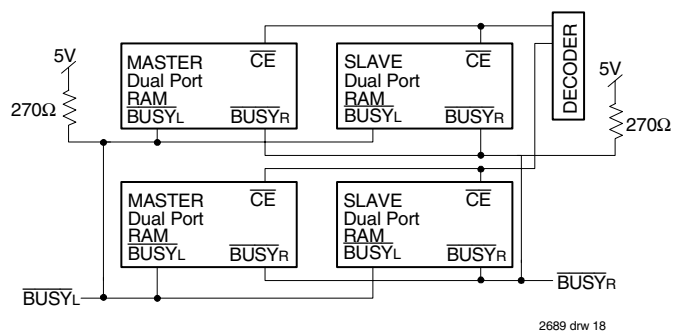 5V
270Ω
MASTER
Dual Port
RAM
CE
BUSYL
BUSYR
SLAVE
Dual Port
RAM
CE
BUSYL
BUSYR
DECODER
5V
270Ω
MASTER
Dual Port
RAM
CE
BUSYL
BUSYR
SLAVE
Dual Port
RAM
CE
BUSYL
BUSYR
BUSYL
BUSYR
2689 drw 18